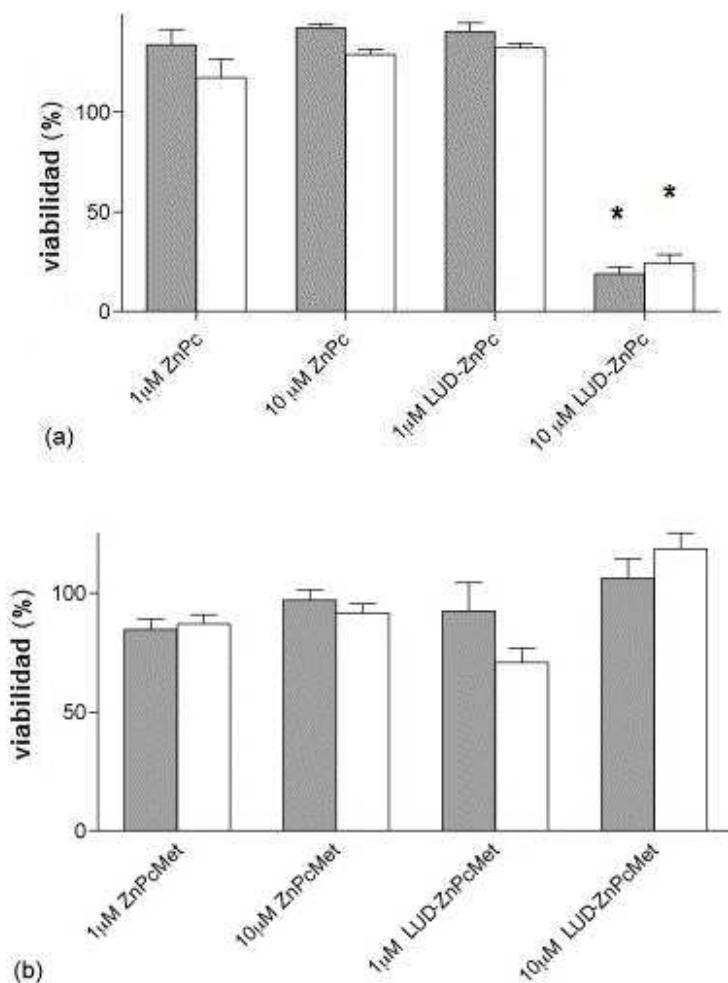 viabilidad (%)
100
50
0
*
*
1µM ZnPc
10 µM ZnPc
1µM LUD-ZnPc
10 µM LUD-ZnPc
(a)
viabilidad (%)
100
50
0
1µM ZnPcMet
10µM ZnPcMet
1µM LUD-ZnPcMet
10µM LUD-ZnPcMet
(b)